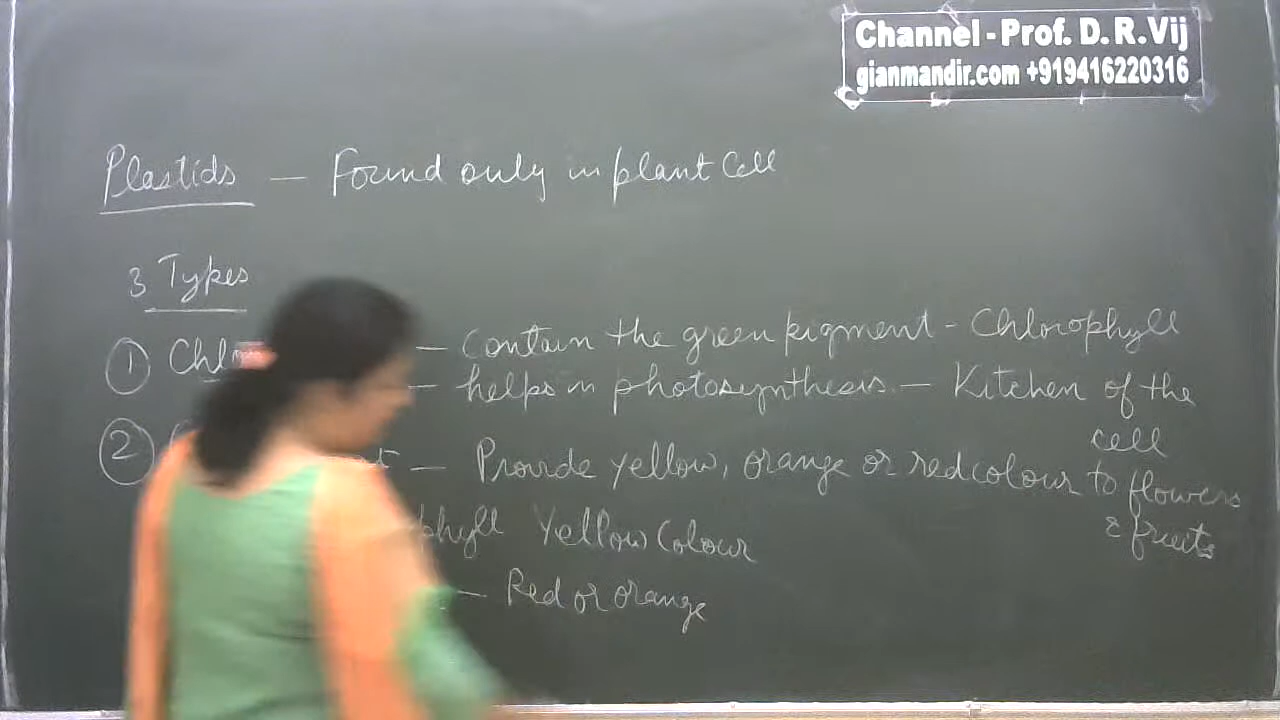 Channel - Prof. D. R. Vij
gianmandir.com +919416220316
Plastids — Found only in plant Cell
3 Types
① — Contain the green pigment - Chlorophyll
— helps in photosynthesis — Kitchen of the
cell
② — Provide yellow, orange or red colour to flowers
& fruits
Yellow Colour
— Red or orange